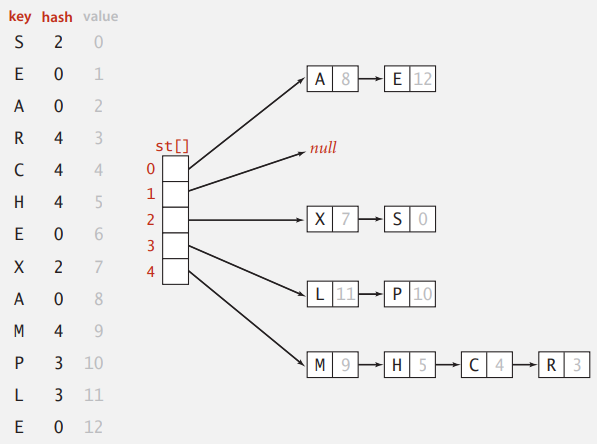 key hash value
S 2 0
E 0 1
A 0 2
R 4 3
C 4 4
H 4 5
E 0 6
X 2 7
A 0 8
M 4 9
P 3 10
L 3 11
E 0 12
st[]
0
1
2
3
4
A 8 E 12
null
X 7 S 0
L 11 P 10
M 9 H 5 C 4 R 3